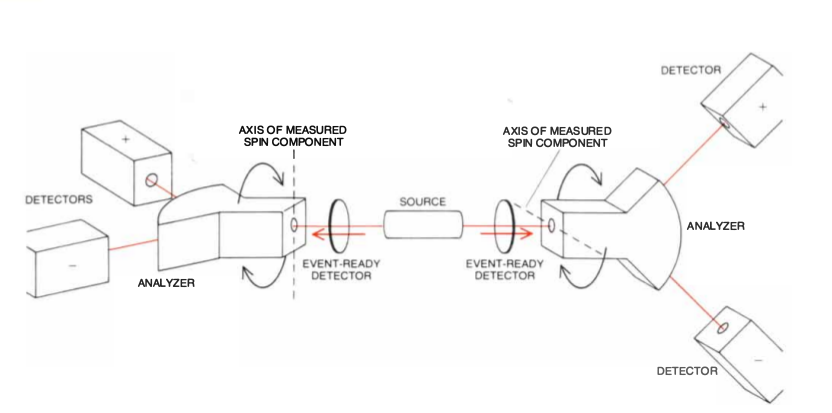 DETECTOR
+
+
AXIS OF MEASURED
SPIN COMPONENT
AXIS OF MEASURED
SPIN COMPONENT
DETECTORS
SOURCE
ANALYZER
−
EVENT-READY
DETECTOR
EVENT-READY
DETECTOR
ANALYZER
−
DETECTOR